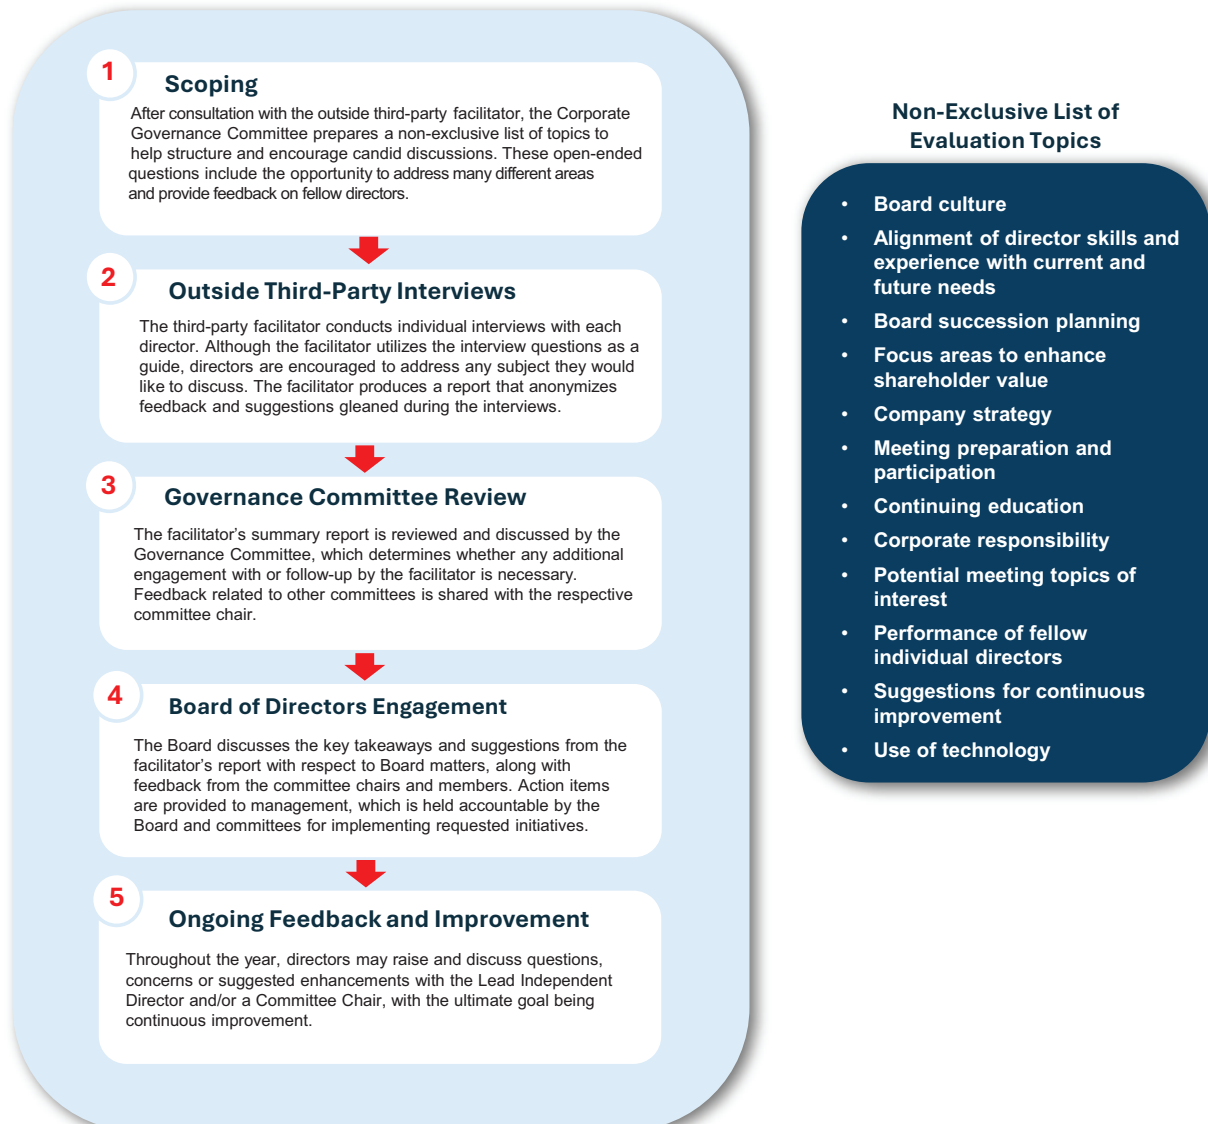 1
Scoping
After consultation with the outside third-party facilitator, the Corporate
Governance Committee prepares a non-exclusive list of topics to
help structure and encourage candid discussions. These open-ended
questions include the opportunity to address many different areas
and provide feedback on fellow directors.
2
Outside Third-Party Interviews
The third-party facilitator conducts individual interviews with each
director. Although the facilitator utilizes the interview questions as a
guide, directors are encouraged to address any subject they would
like to discuss. The facilitator produces a report that anonymizes
feedback and suggestions gleaned during the interviews.
3
Governance Committee Review
The facilitator’s summary report is reviewed and discussed by the
Governance Committee, which determines whether any additional
engagement with or follow-up by the facilitator is necessary.
Feedback related to other committees is shared with the respective
committee chair.
4
Board of Directors Engagement
The Board discusses the key takeaways and suggestions from the
facilitator’s report with respect to Board matters, along with
feedback from the committee chairs and members. Action items
are provided to management, which is held accountable by the
Board and committees for implementing requested initiatives.
5
Ongoing Feedback and Improvement
Throughout the year, directors may raise and discuss questions,
concerns or suggested enhancements with the Lead Independent
Director and/or a Committee Chair, with the ultimate goal being
continuous improvement.
Non-Exclusive List of
Evaluation Topics
• Board culture
• Alignment of director skills and
experience with current and
future needs
• Board succession planning
• Focus areas to enhance
shareholder value
• Company strategy
• Meeting preparation and
participation
• Continuing education
• Corporate responsibility
• Potential meeting topics of
interest
• Performance of fellow
individual directors
• Suggestions for continuous
improvement
• Use of technology